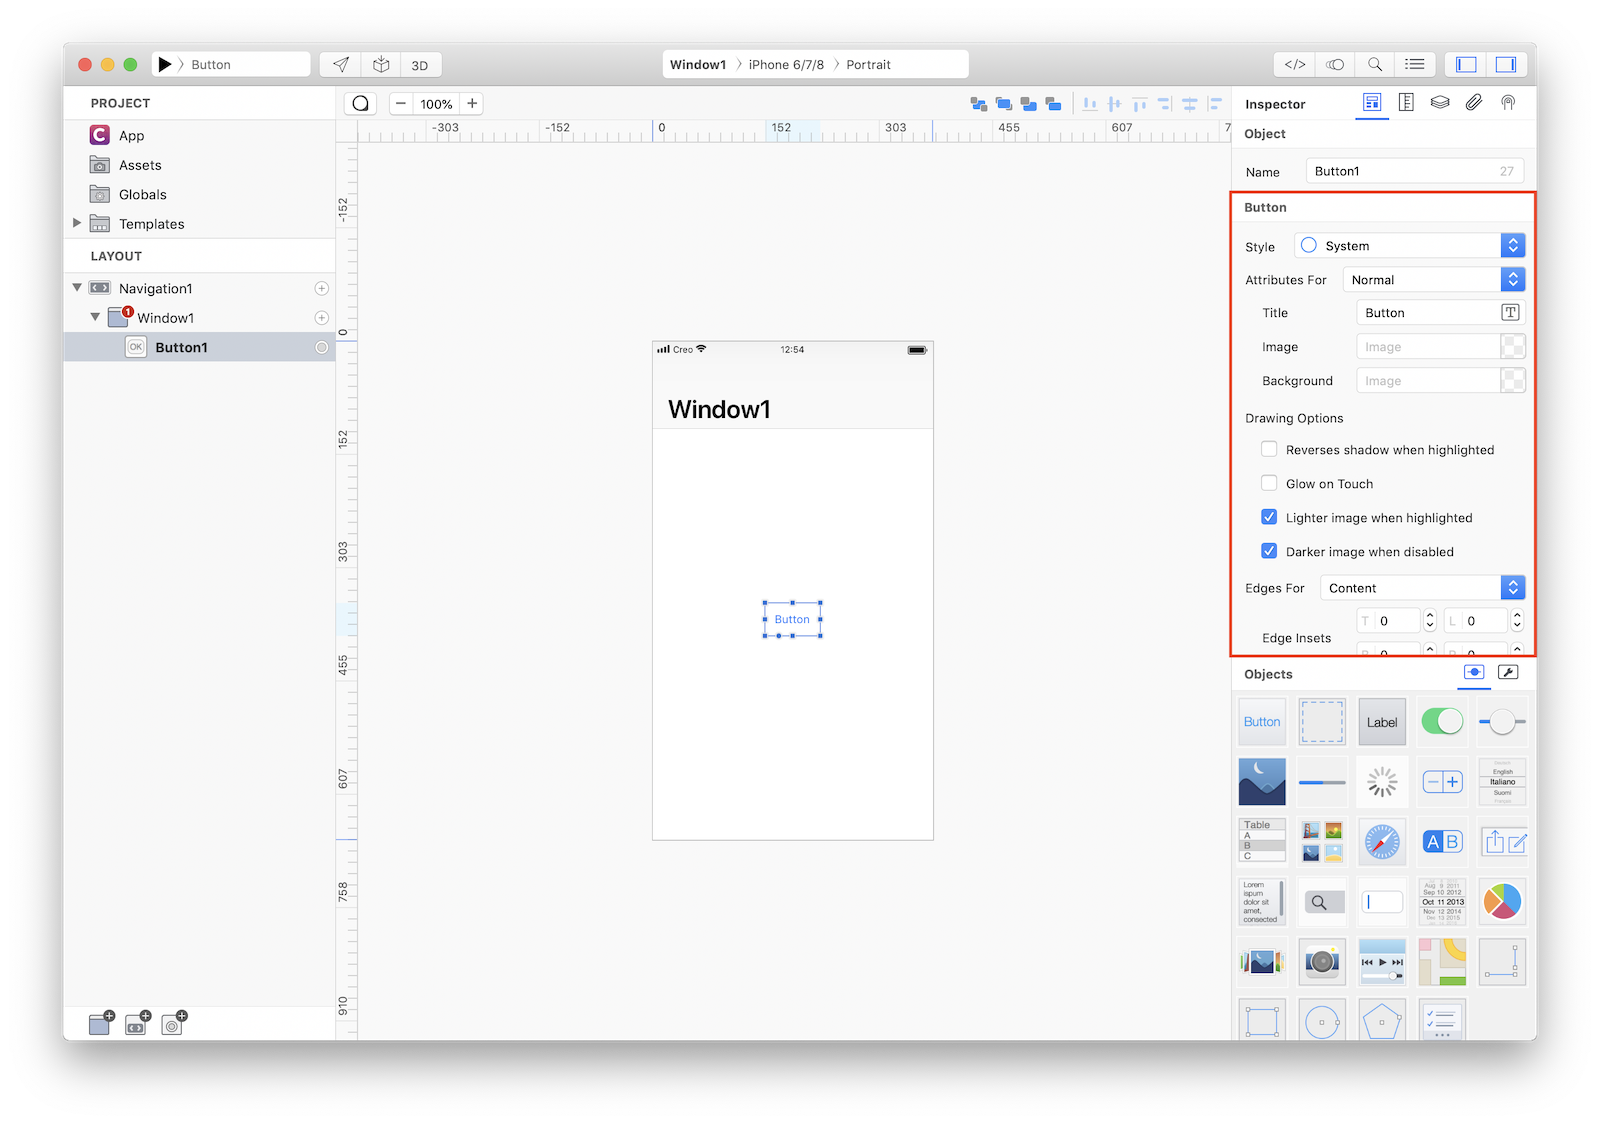 Button
3D
Window1 〉 iPhone 6/7/8 〉 Portrait
</>
PROJECT
App
Assets
Globals
Templates
LAYOUT
Navigation1
1
Window1
OK
Button1
− 100% +
-303 -152 0 152 303 455 607 7
-152
0
152
303
455
607
758
910
Creo 12:54
Window1
Button
Inspector
Object
Name Button1 27
Button
Style System
Attributes For Normal
Title Button T
Image Image
Background Image
Drawing Options
Reverses shadow when highlighted
Glow on Touch
Lighter image when highlighted
Darker image when disabled
Edges For Content
T 0 L 0
Edge Insets
Objects
Button
Label
English
Italiano
Suomi
Table
A
B
C
A B
Lorem
ispum
dolor sit
amet,
consected
Aug 9 2011
Sep 10 2012
Oct 11 2013
Nov 12 2014
Dec 13 2015